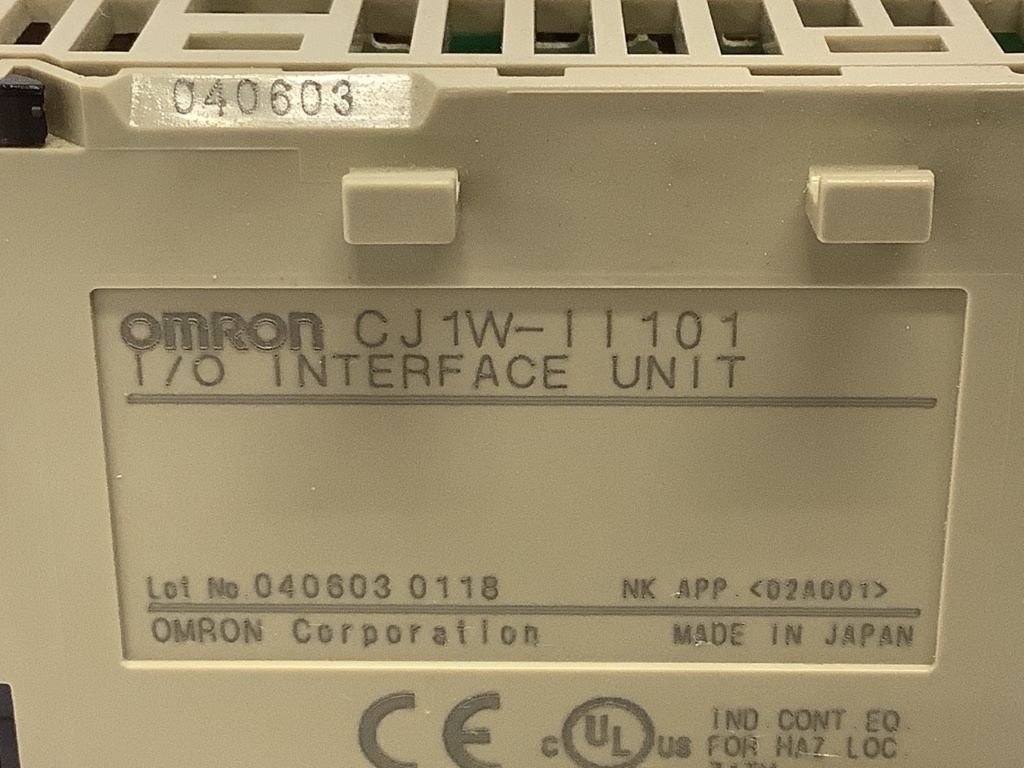 040603
OMRON CJ1W-II101
I/O INTERFACE UNIT
Lot No. 040603 0118 NK APP. <02A001>
OMRON Corporation MADE IN JAPAN
CE c UL us IND. CONT. EQ.
FOR HAZ. LOC.